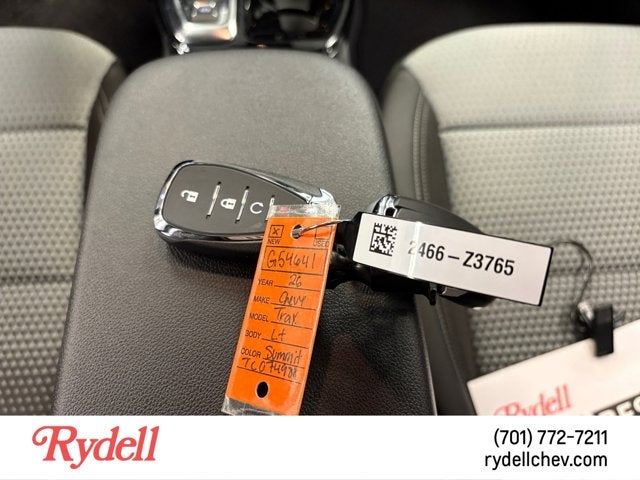 X
NEW
USED
G54641
YEAR 26
MAKE Chevy
MODEL Trax
BODY Lt
COLOR Summit
2466-Z3765
Rydell
Rydell
(701) 772-7211
rydellchev.com